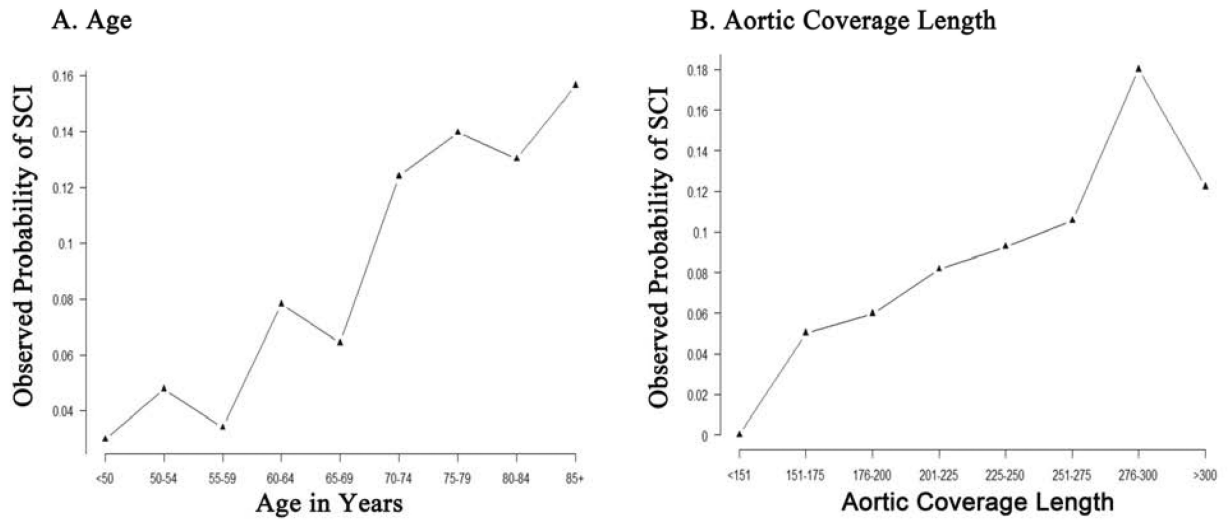 A. Age
Observed Probability of SCI
0.16
0.14
0.12
0.1
0.08
0.06
0.04
<50 50-54 55-59 60-64 65-69 70-74 75-79 80-84 85+
Age in Years
B. Aortic Coverage Length
Observed Probability of SCI
0.18
0.16
0.14
0.12
0.1
0.08
0.06
0.04
0.02
0
<151 151-175 176-200 201-225 225-250 251-275 276-300 >300
Aortic Coverage Length